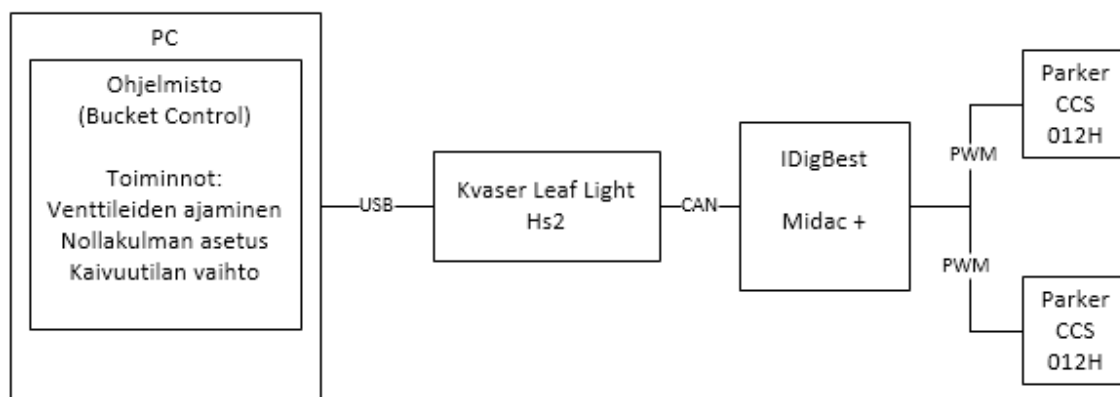 PC
Ohjelmisto
(Bucket Control)
Toiminnot:
Venttileiden ajaminen
Nollakulman asetus
Kaivuutilan vaihto
USB
Kvaser Leaf Light
Hs2
CAN
IDigBest
Midac +
PWM
Parker
CCS
012H
PWM
Parker
CCS
012H